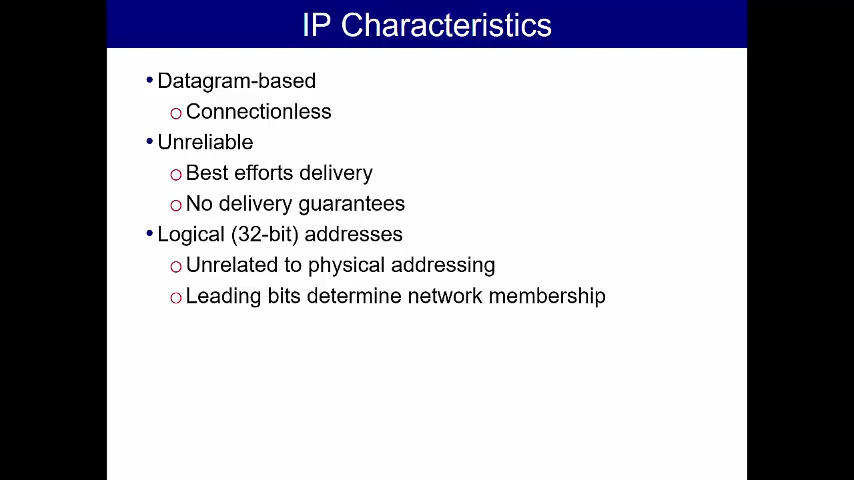 IP Characteristics
• Datagram-based
○ Connectionless
• Unreliable
○ Best efforts delivery
○ No delivery guarantees
• Logical (32-bit) addresses
○ Unrelated to physical addressing
○ Leading bits determine network membership